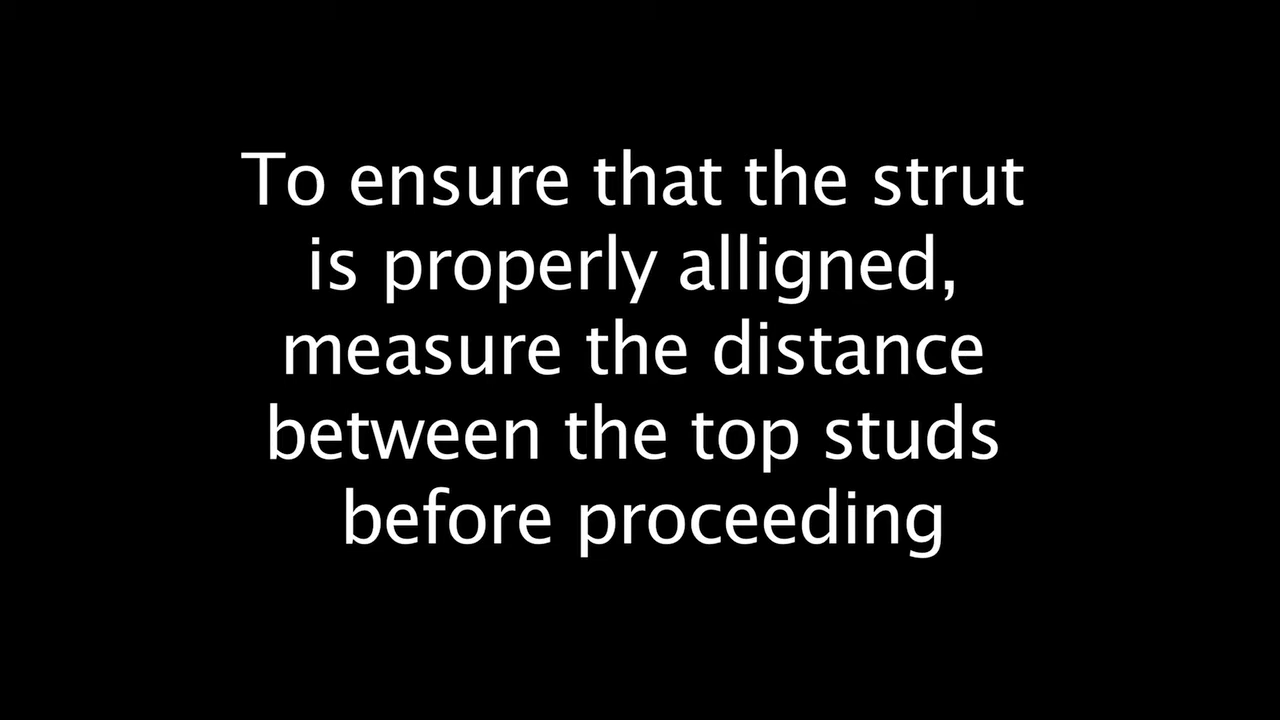 To ensure that the strut
is properly alligned,
measure the distance
between the top studs
before proceeding